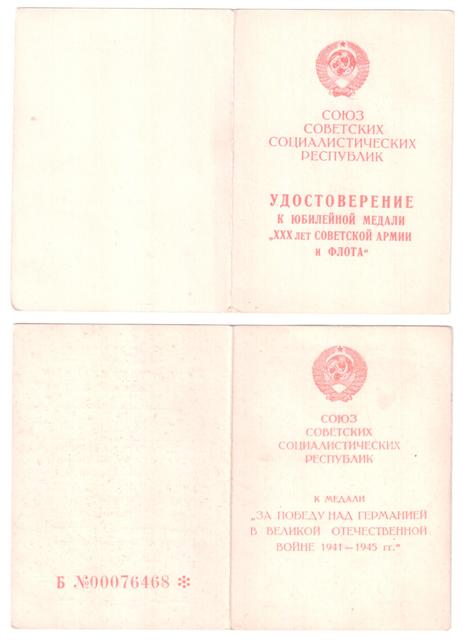 СОЮЗ
СОВЕТСКИХ
СОЦИАЛИСТИЧЕСКИХ
РЕСПУБЛИК
УДОСТОВЕРЕНИЕ
К ЮБИЛЕЙНОЙ МЕДАЛИ
„XXX ЛЕТ СОВЕТСКОЙ АРМИИ
и ФЛОТА“
СОЮЗ
СОВЕТСКИХ
СОЦИАЛИСТИЧЕСКИХ
РЕСПУБЛИК
К МЕДАЛИ
„ЗА ПОБЕДУ НАД ГЕРМАНИЕЙ
В ВЕЛИКОЙ ОТЕЧЕСТВЕННОЙ
ВОЙНЕ 1941—1945 гг.“
Б №00076468 ✻